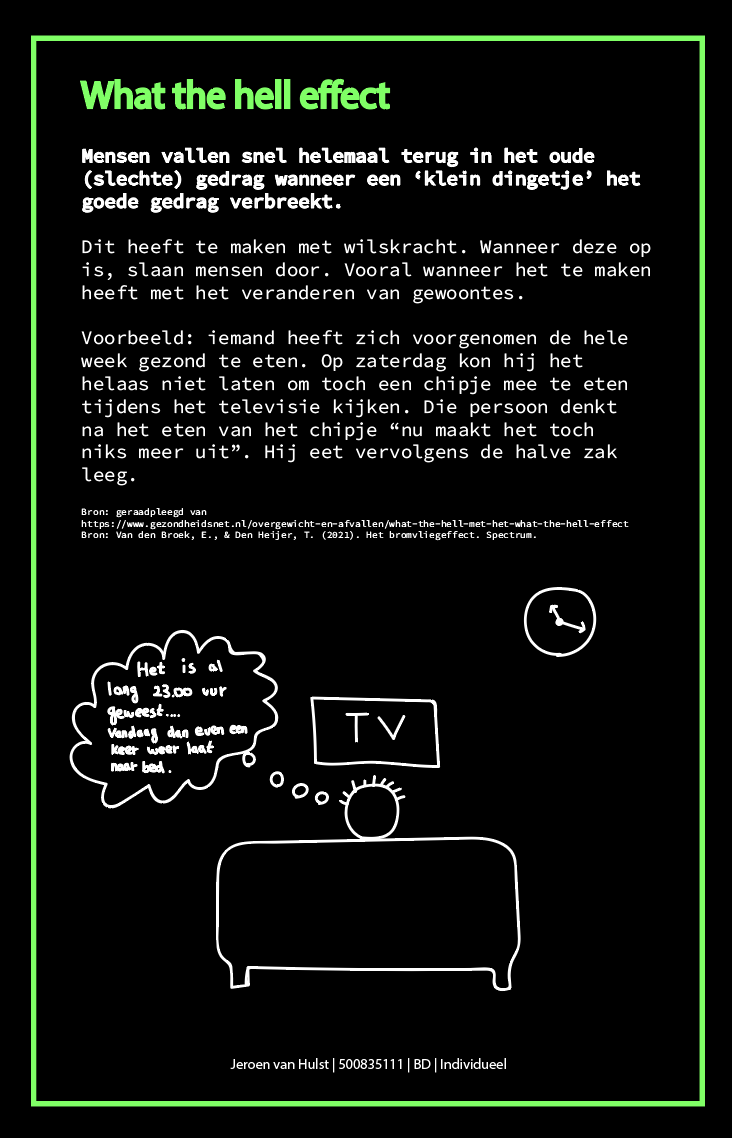 What the hell effect
Mensen vallen snel helemaal terug in het oude
(slechte) gedrag wanneer een ‘klein dingetje’ het
goede gedrag verbreekt.
Dit heeft te maken met wilskracht. Wanneer deze op
is, slaan mensen door. Vooral wanneer het te maken
heeft met het veranderen van gewoontes.
Voorbeeld: iemand heeft zich voorgenomen de hele
week gezond te eten. Op zaterdag kon hij het
helaas niet laten om toch een chipje mee te eten
tijdens het televisie kijken. Die persoon denkt
na het eten van het chipje “nu maakt het toch
niks meer uit”. Hij eet vervolgens de halve zak
leeg.
Bron: geraadpleegd van
https://www.gezondheidsnet.nl/overgewicht-en-afvallen/what-the-hell-met-het-what-the-hell-effect
Bron: Van den Broek, E., & Den Heijer, T. (2021). Het bromvliegeffect. Spectrum.
Het is al
lang 23.00 uur
geweest....
Vandaag dan even een
keer weer laat
naar bed.
TV
Jeroen van Hulst | 500835111 | BD | Individueel